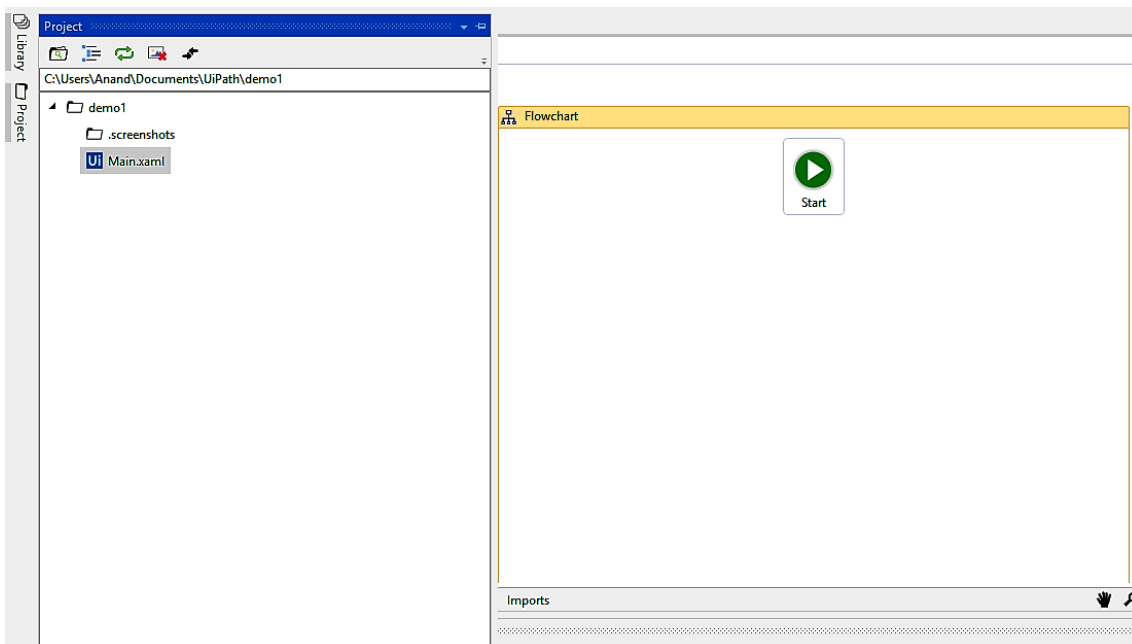 Library
Project
Project
C:\Users\Anand\Documents\UiPath\demo1
demo1
.screenshots
Ui Main.xaml
Flowchart
Start
Imports